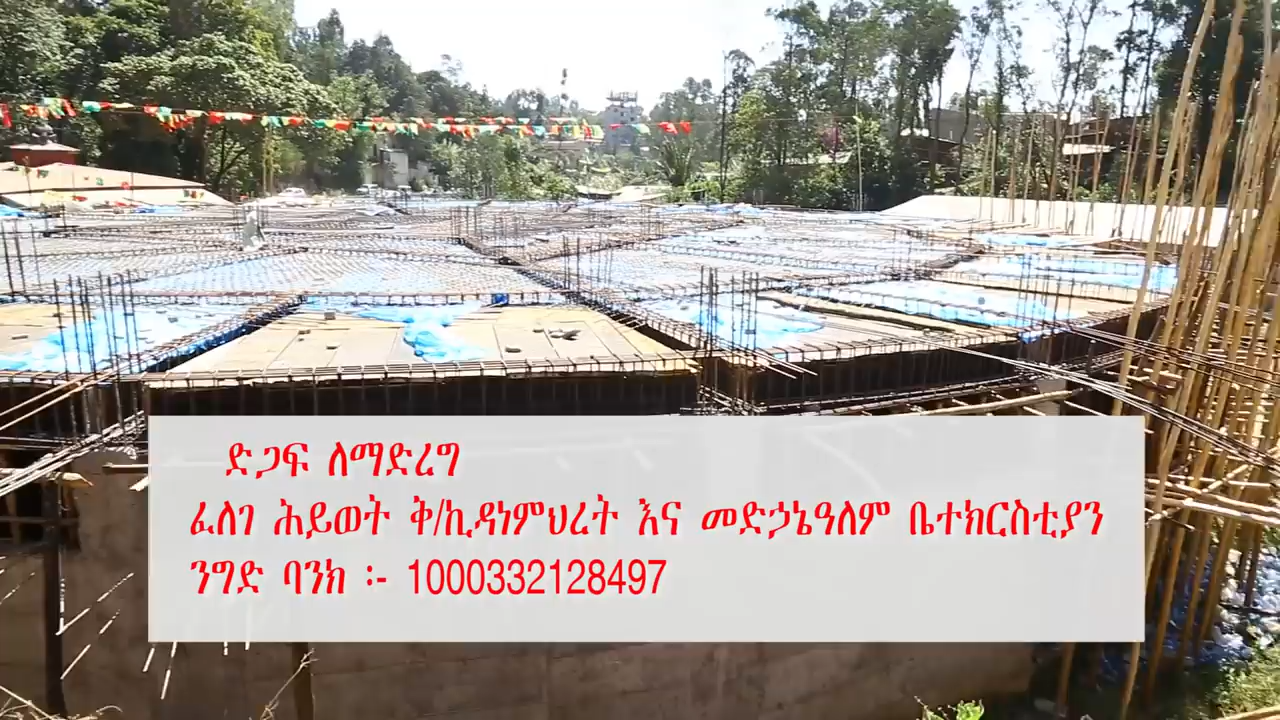 ድጋፍ ለማድረግ
ፈለገ ሕይወት ቅ/ኪዳነምህረት እና መድኃኔዓለም ቤተክርስቲያን
ንግድ ባንክ ፡- 1000332128497